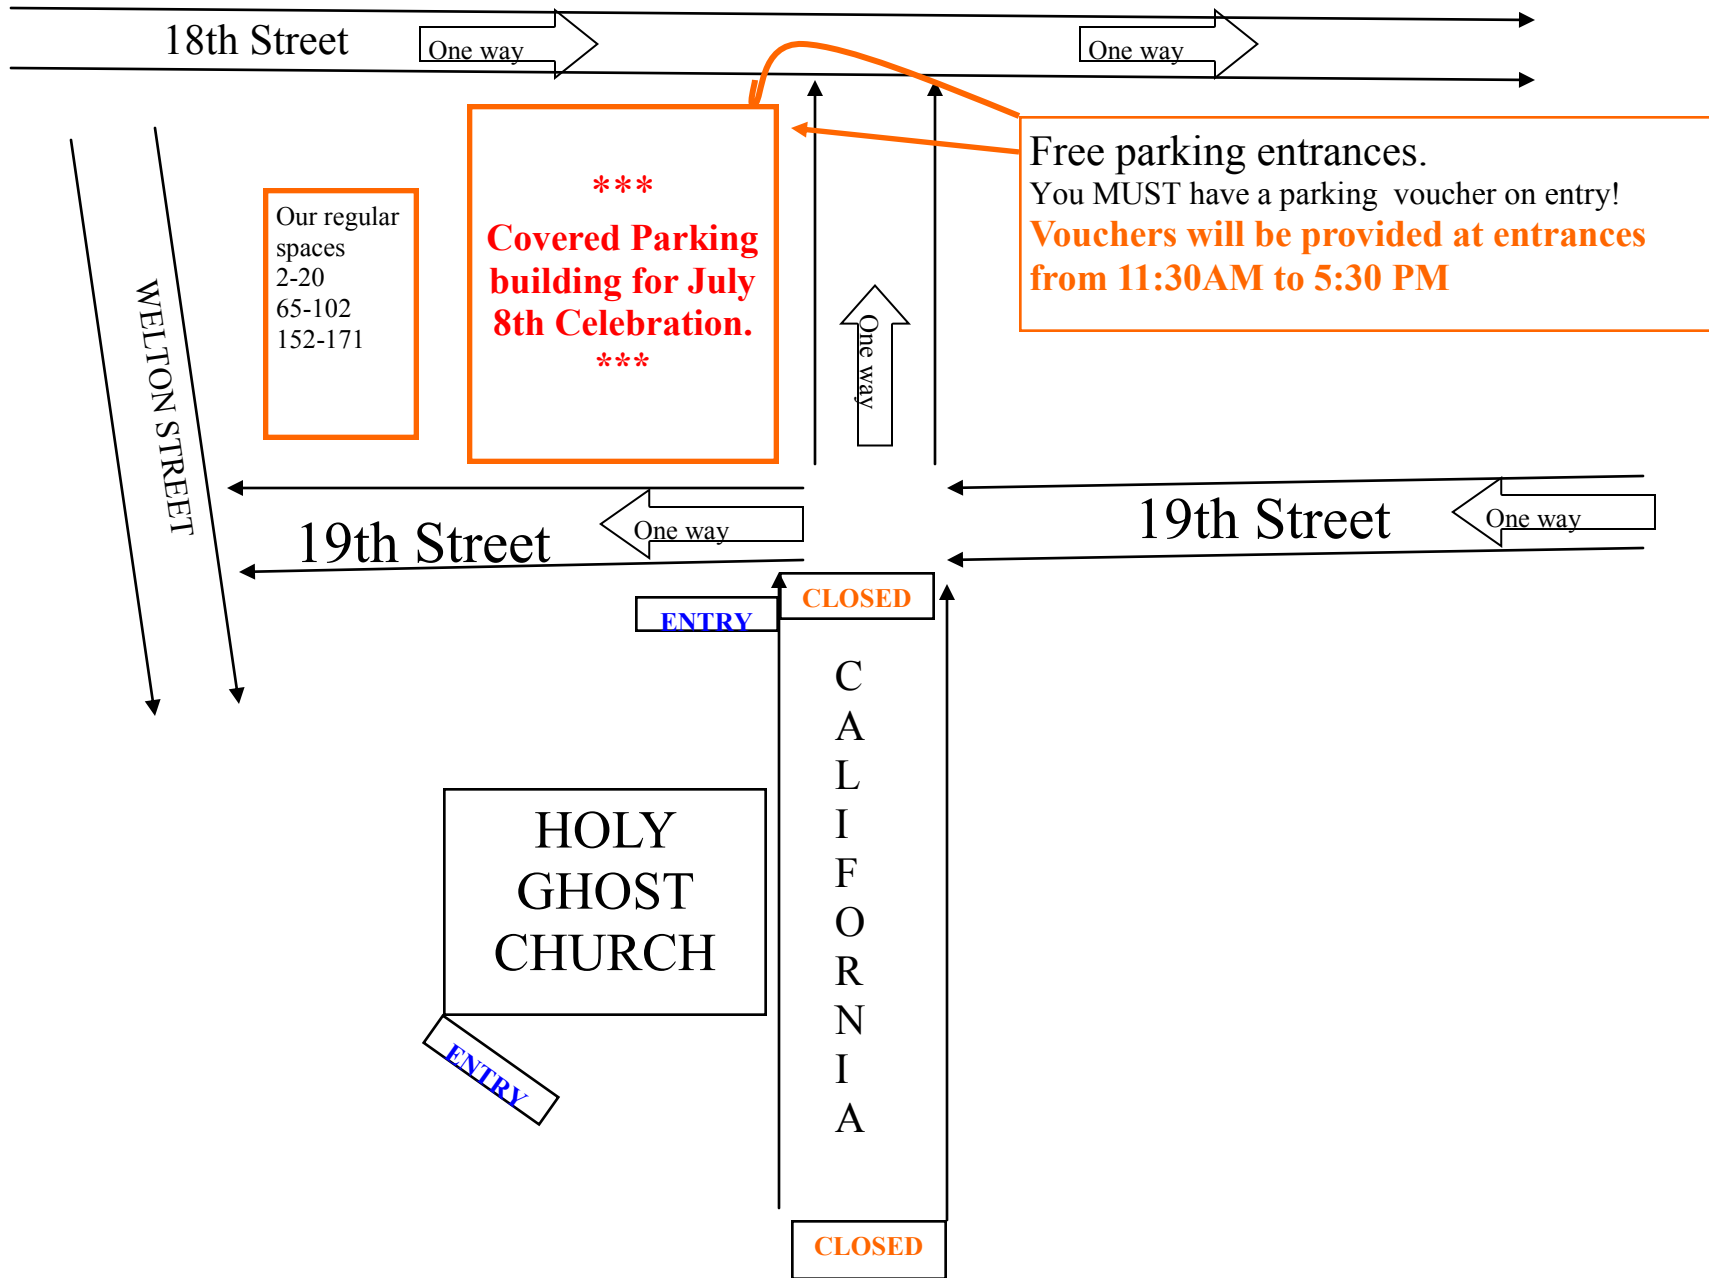 18th Street
One way
One way
Free parking entrances.
You MUST have a parking voucher on entry!
Vouchers will be provided at entrances
from 11:30AM to 5:30 PM
***
Covered Parking
building for July
8th Celebration.
***
Our regular
spaces
2-20
65-102
152-171
WELTON STREET
One way
19th Street
One way
19th Street
One way
CLOSED
ENTRY
C
A
L
I
F
O
R
N
I
A
HOLY
GHOST
CHURCH
ENTRY
CLOSED